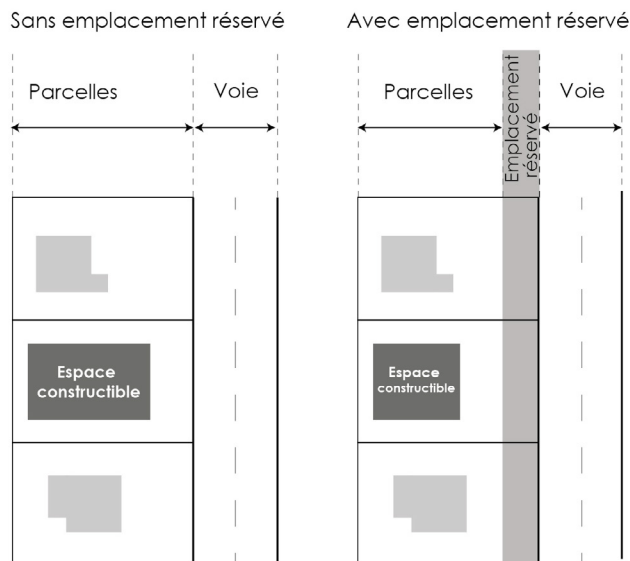 Sans emplacement réservé
Parcelles
Voie
Espace
constructible
Avec emplacement réservé
Parcelles
Emplacement
réservé
Voie
Espace
constructible